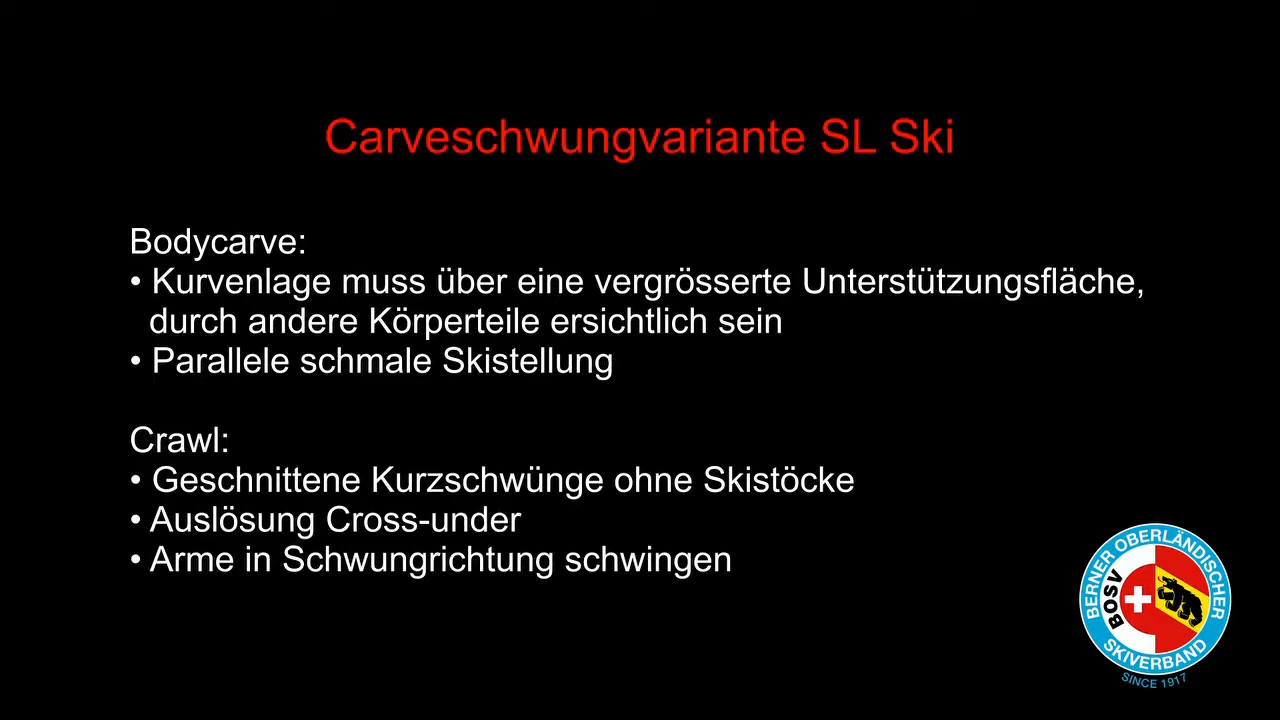 Carveschwungvariante SL Ski
Bodycarve:
• Kurvenlage muss über eine vergrösserte Unterstützungsfläche,
durch andere Körperteile ersichtlich sein
• Parallele schmale Skistellung
Crawl:
• Geschnittene Kurzschwünge ohne Skistöcke
• Auslösung Cross-under
• Arme in Schwungrichtung schwingen
BERNER OBERLÄNDISCHER
BOSV
SKIVERBAND
SINCE 1917